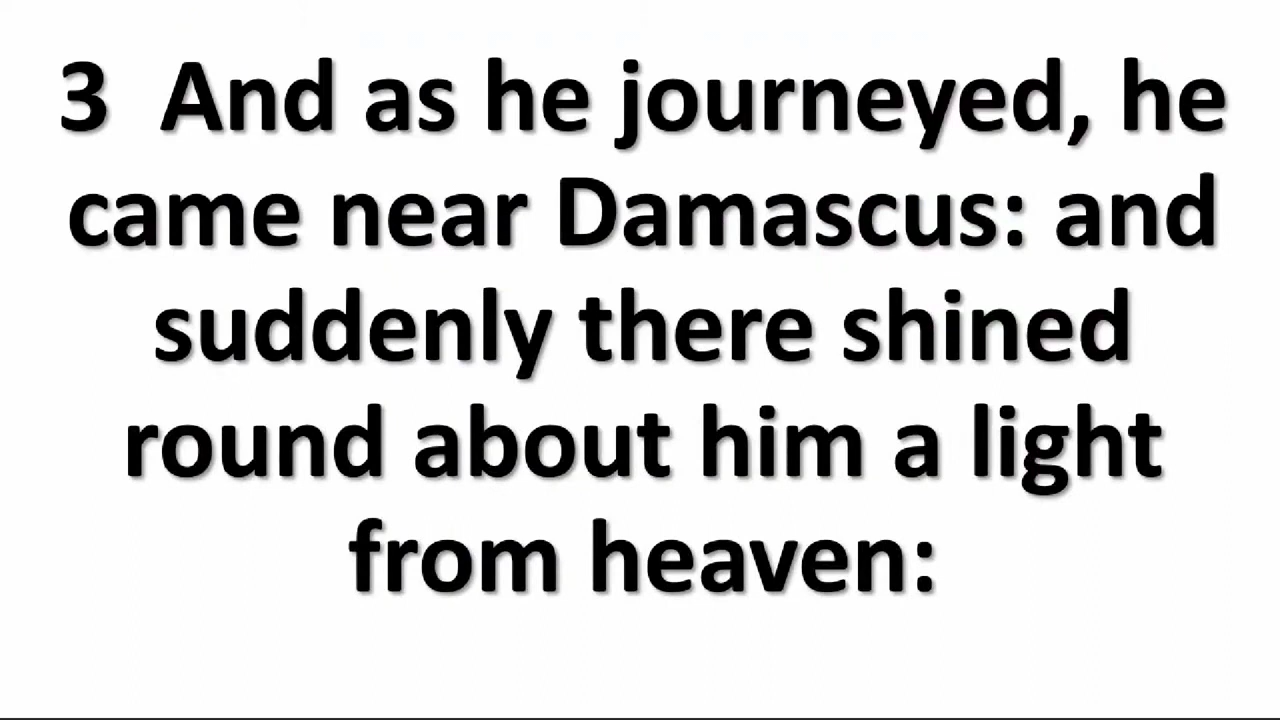 3  And as he journeyed, he
came near Damascus: and
suddenly there shined
round about him a light
from heaven: